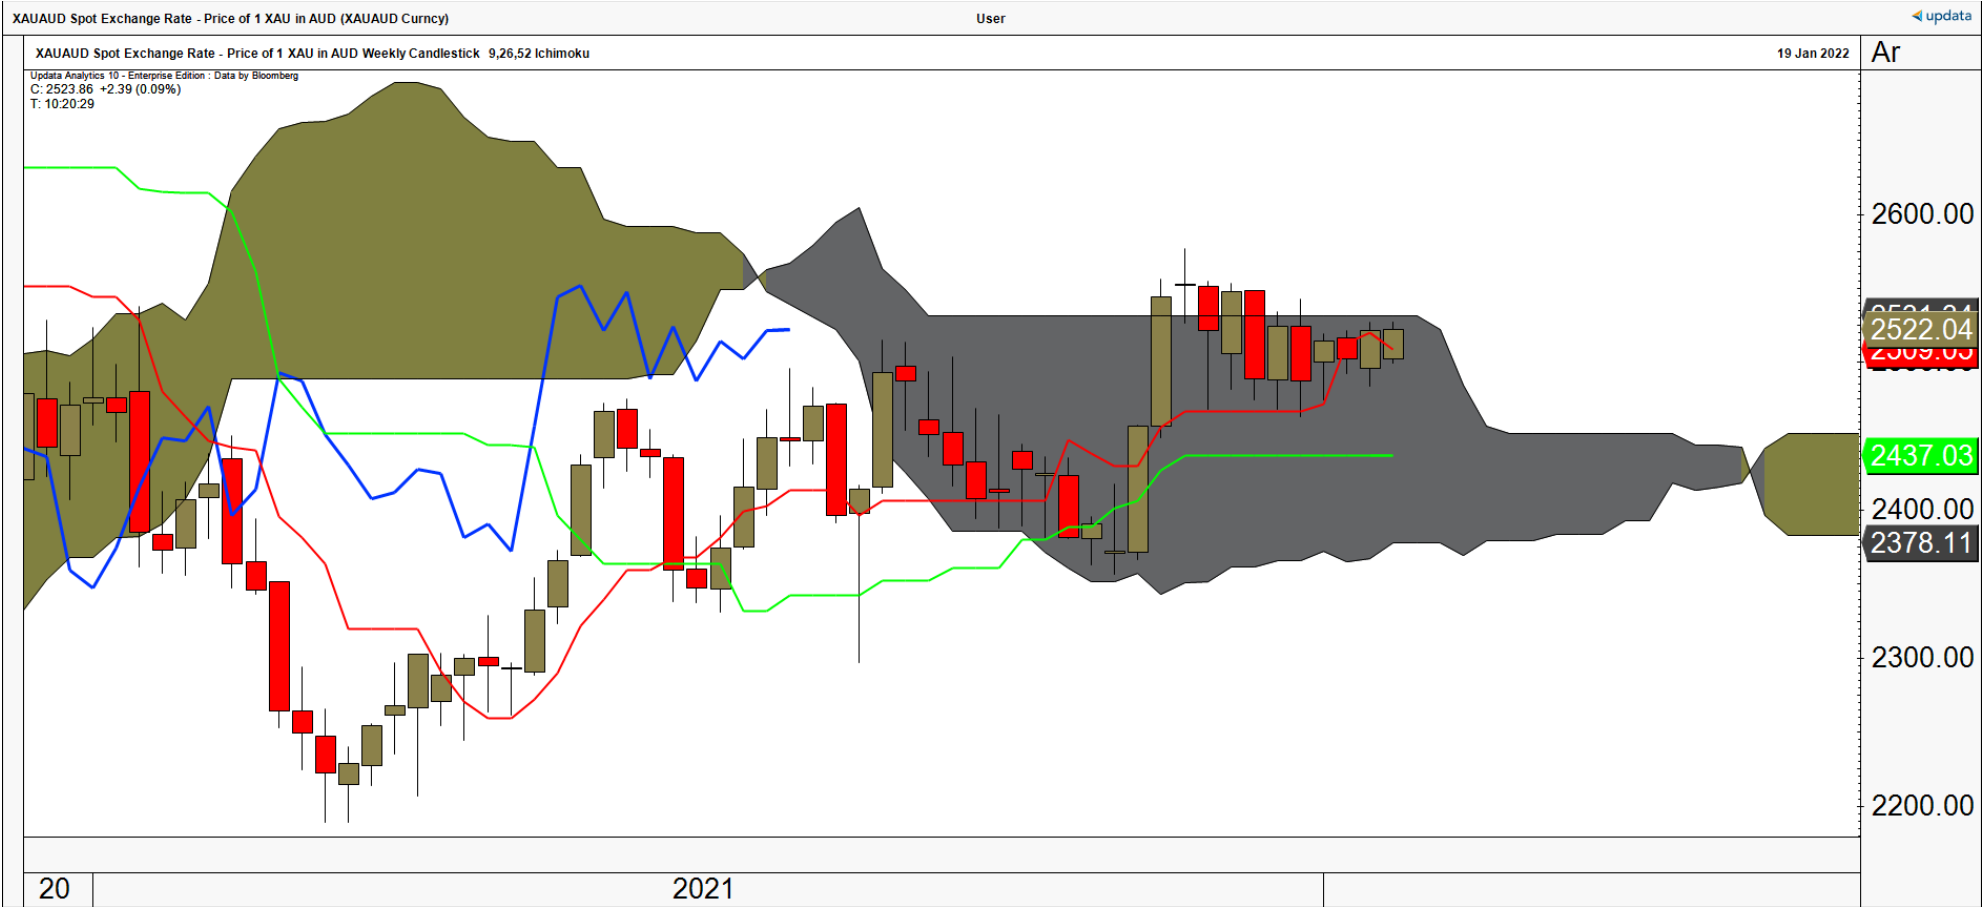 XAUAUD Spot Exchange Rate - Price of 1 XAU in AUD (XAUAUD Curncy)
User
updata
XAUAUD Spot Exchange Rate - Price of 1 XAU in AUD Weekly Candlestick 9,26,52 Ichimoku
19 Jan 2022
Ar
Updata Analytics 10 - Enterprise Edition : Data by Bloomberg
C: 2523.86 +2.39 (0.09%)
T: 10:20:29
2600.00
2522.04
2437.03
2400.00
2378.11
2300.00
2200.00
20
2021